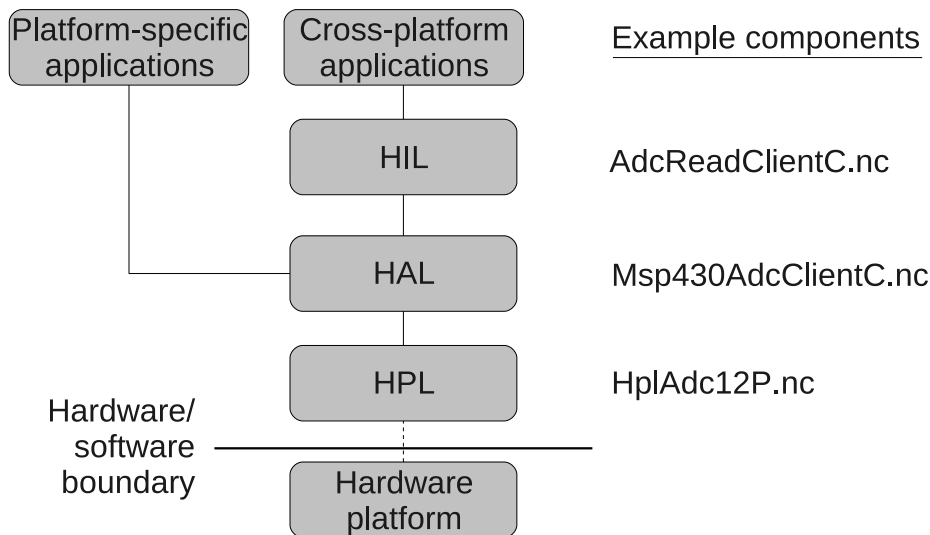 Platform-specific
applications
Cross-platform
applications
Example components
HIL
AdcReadClientC.nc
HAL
Msp430AdcClientC.nc
HPL
HplAdc12P.nc
Hardware/
software
boundary
Hardware
platform